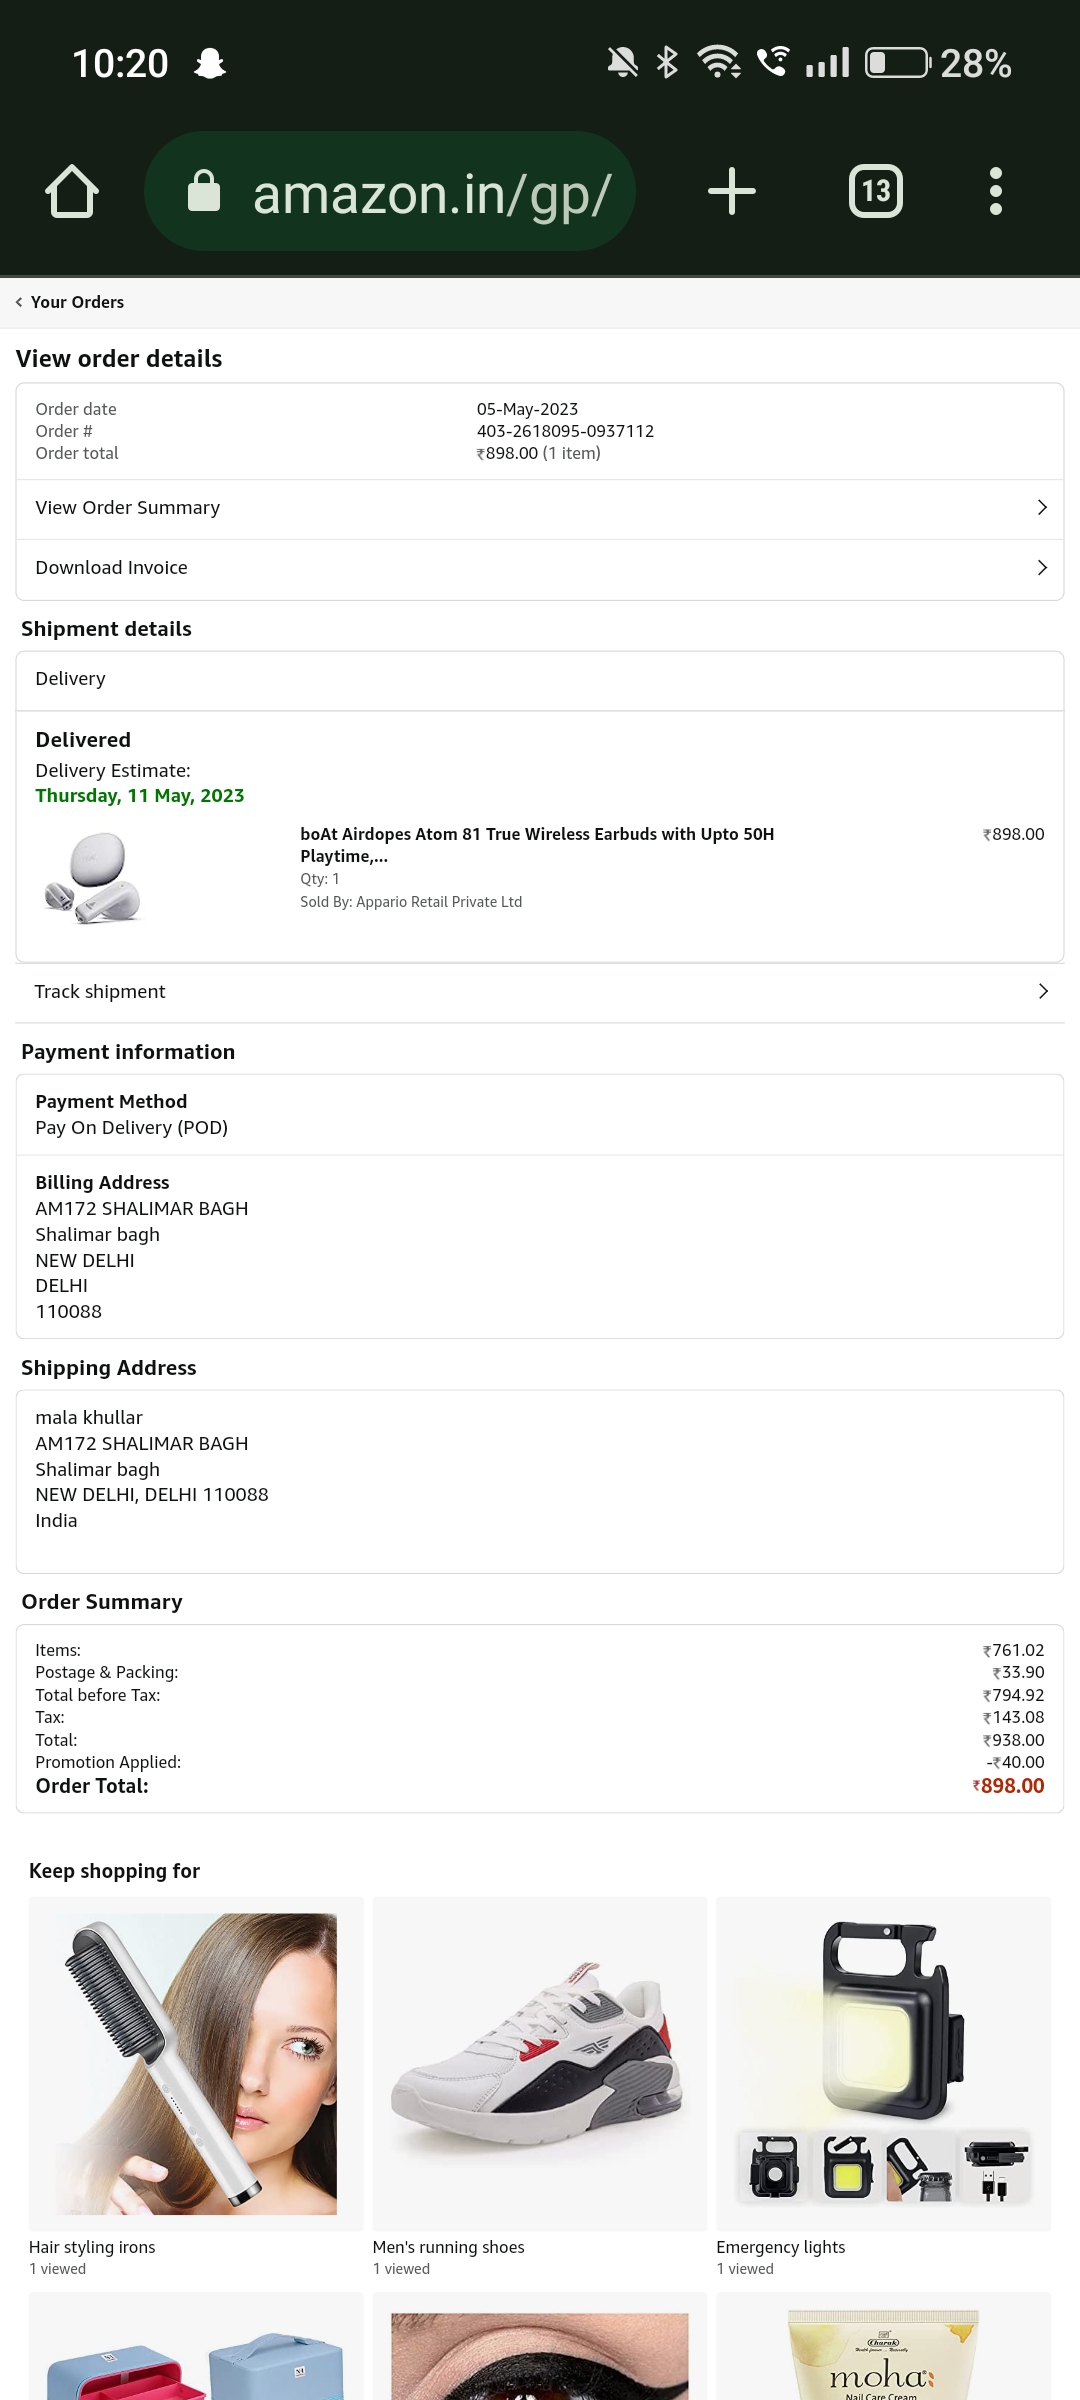 10:20
28%
amazon.in/gp/
13
Your Orders
View order details
Order date 05-May-2023
Order # 403-2618095-0937112
Order total ₹898.00 (1 item)
View Order Summary
Download Invoice
Shipment details
Delivery
Delivered
Delivery Estimate:
Thursday, 11 May, 2023
boAt Airdopes Atom 81 True Wireless Earbuds with Upto 50H ₹898.00
Playtime,...
Qty: 1
Sold By: Appario Retail Private Ltd
Track shipment
Payment information
Payment Method
Pay On Delivery (POD)
Billing Address
AM172 SHALIMAR BAGH
Shalimar bagh
NEW DELHI
DELHI
110088
Shipping Address
mala khullar
AM172 SHALIMAR BAGH
Shalimar bagh
NEW DELHI, DELHI 110088
India
Order Summary
Items: ₹761.02
Postage & Packing: ₹33.90
Total before Tax: ₹794.92
Tax: ₹143.08
Total: ₹938.00
Promotion Applied: -₹40.00
Order Total: ₹898.00
Keep shopping for
Hair styling irons
1 viewed
Men's running shoes
1 viewed
Emergency lights
1 viewed
Charak
moha:
Nail Care Cream